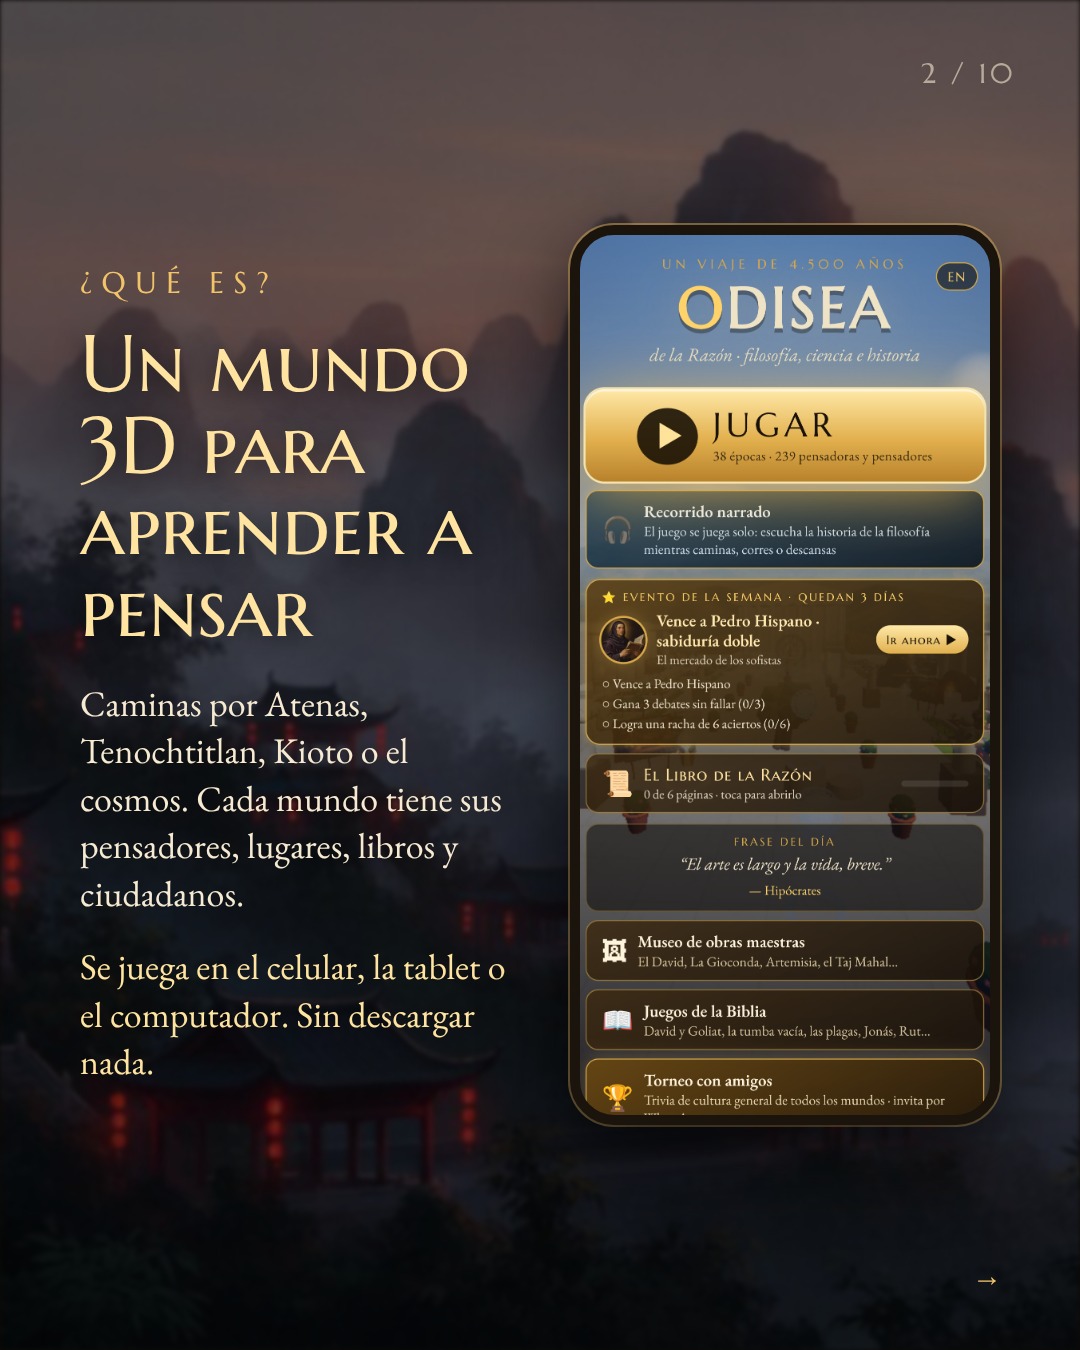 2 / 10
¿QUÉ ES?
UN MUNDO
3D PARA
APRENDER A
PENSAR
Caminas por Atenas,
Tenochtitlan, Kioto o el
cosmos. Cada mundo tiene sus
pensadores, lugares, libros y
ciudadanos.
Se juega en el celular, la tablet o
el computador. Sin descargar
nada.
UN VIAJE DE 4.500 AÑOS
EN
ODISEA
de la Razón · filosofía, ciencia e historia
JUGAR
38 épocas · 239 pensadoras y pensadores
Recorrido narrado
El juego se juega solo: escucha la historia de la filosofía
mientras caminas, corres o descansas
EVENTO DE LA SEMANA · QUEDAN 3 DÍAS
Vence a Pedro Hispano ·
sabiduría doble
El mercado de los sofistas
IR AHORA ▶
○ Vence a Pedro Hispano
○ Gana 3 debates sin fallar (0/3)
○ Logra una racha de 6 aciertos (0/6)
EL LIBRO DE LA RAZÓN
0 de 6 páginas · toca para abrirlo
FRASE DEL DÍA
“El arte es largo y la vida, breve.”
— Hipócrates
Museo de obras maestras
El David, La Gioconda, Artemisia, el Taj Mahal...
Juegos de la Biblia
David y Goliat, la tumba vacía, las plagas, Jonás, Rut...
Torneo con amigos
Trivia de cultura general de todos los mundos · invita por
→